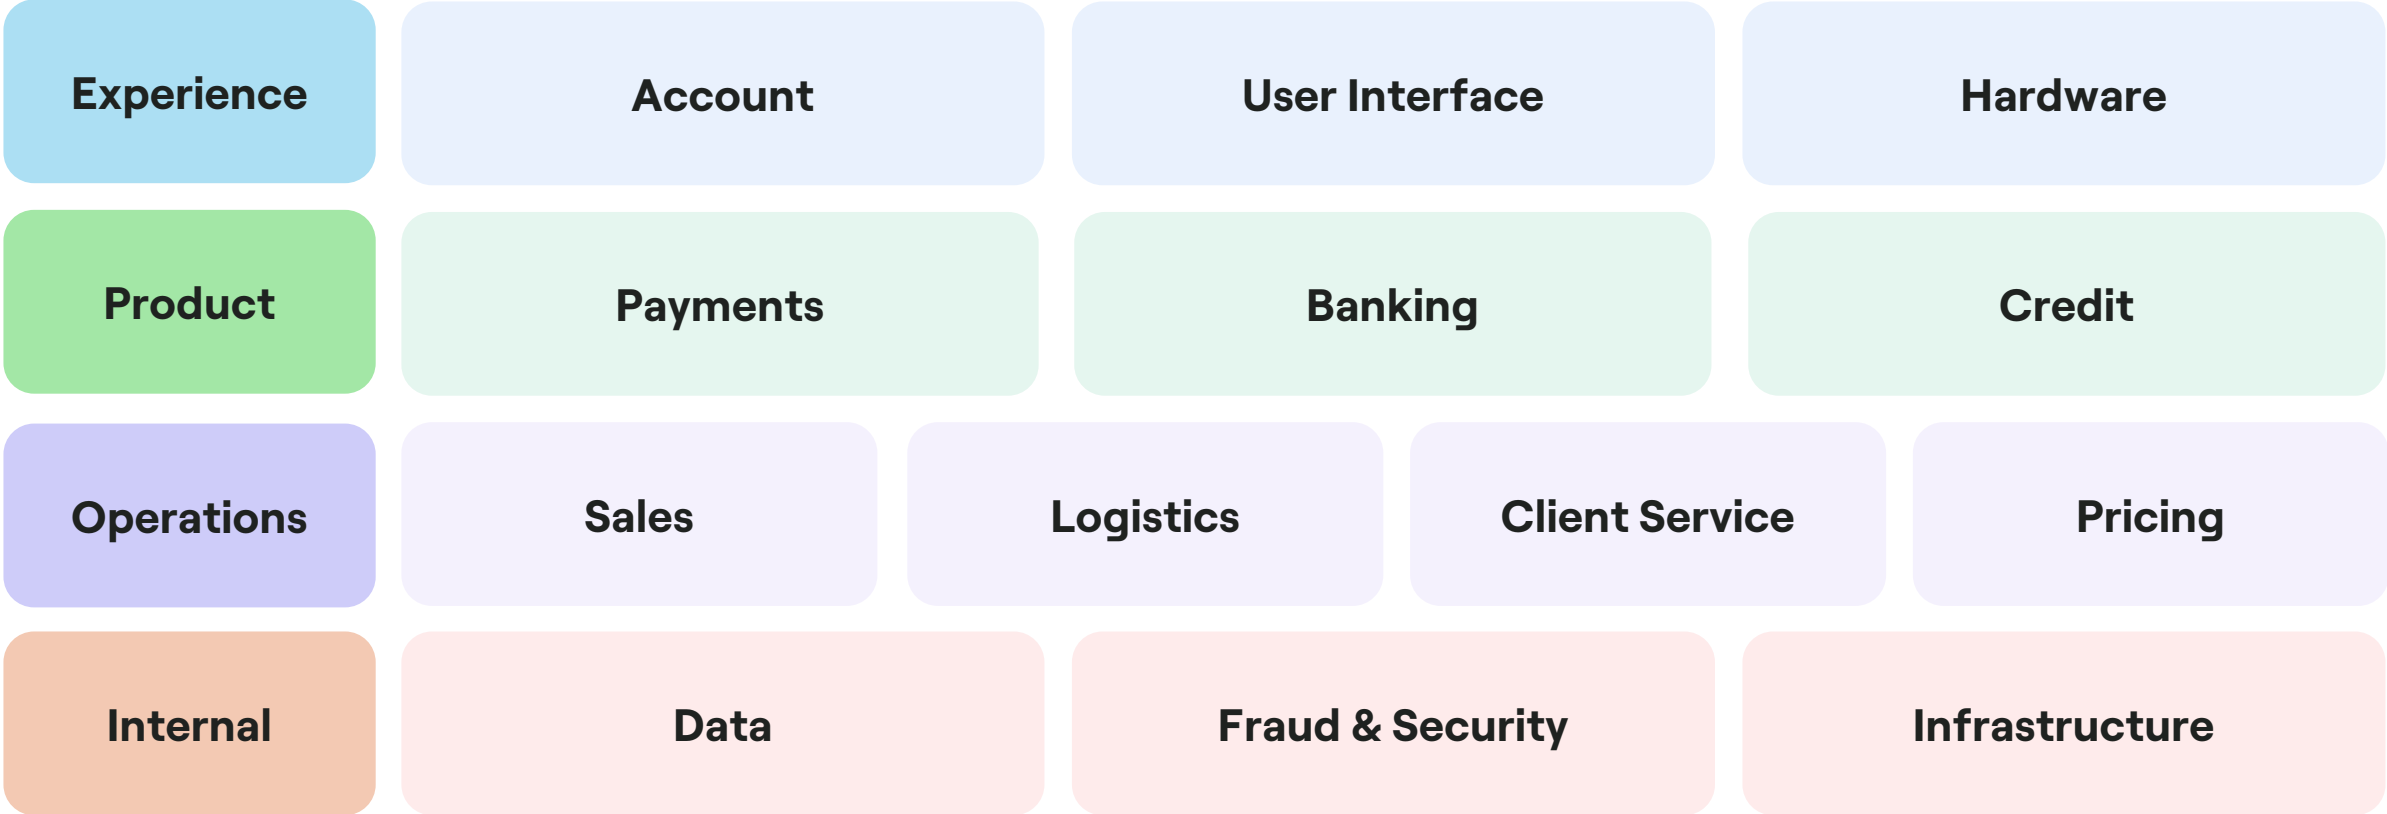 Experience
Account
User Interface
Hardware
Product
Payments
Banking
Credit
Operations
Sales
Logistics
Client Service
Pricing
Internal
Data
Fraud & Security
Infrastructure